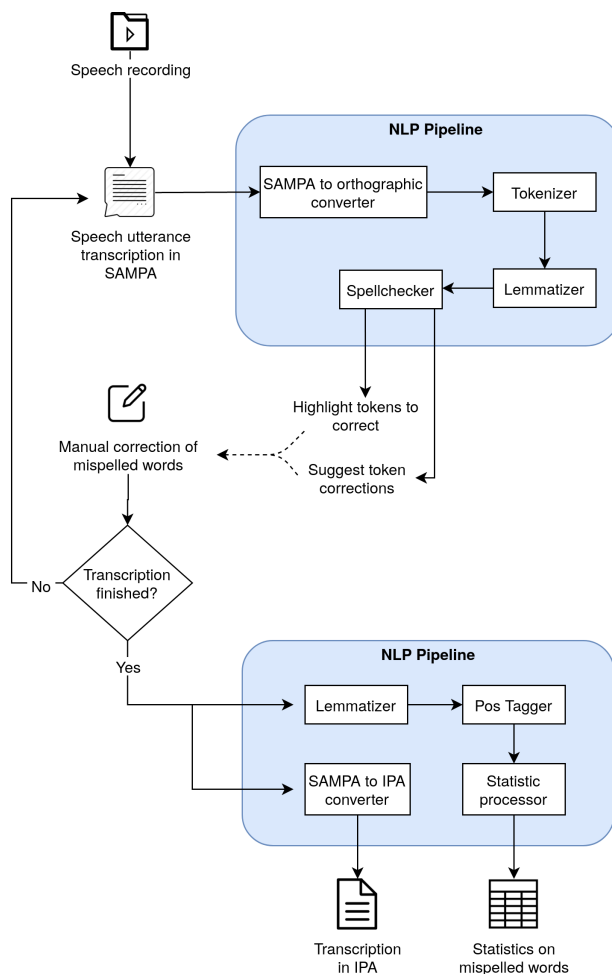 Speech recording
NLP Pipeline
SAMPA to orthographic
converter
Tokenizer
Speech utterance
transcription in
SAMPA
Spellchecker
Lemmatizer
Highlight tokens to
correct
Manual correction of
mispelled words
Suggest token
corrections
Transcription
finished?
No
Yes
NLP Pipeline
Lemmatizer
Pos Tagger
SAMPA to IPA
converter
Statistic
processor
Transcription
in IPA
Statistics on
mispelled words